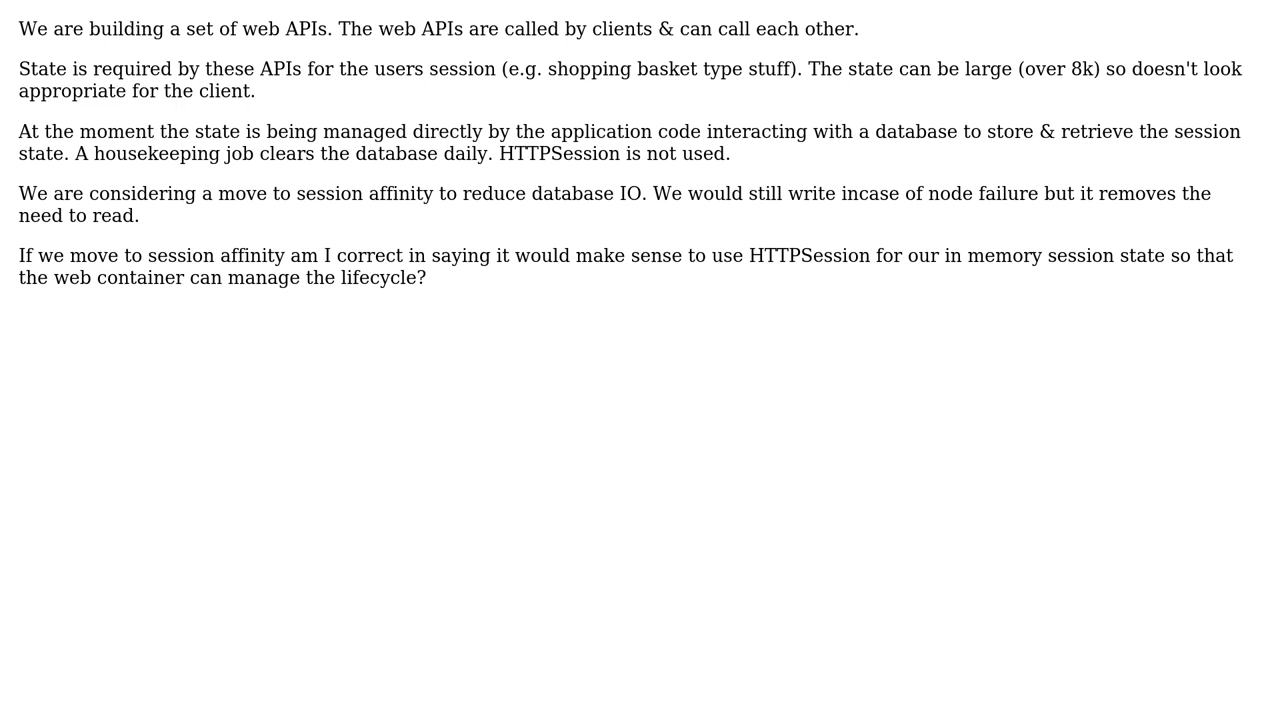 We are building a set of web APIs. The web APIs are called by clients & can call each other.
State is required by these APIs for the users session (e.g. shopping basket type stuff). The state can be large (over 8k) so doesn't look
appropriate for the client.
At the moment the state is being managed directly by the application code interacting with a database to store & retrieve the session
state. A housekeeping job clears the database daily. HTTPSession is not used.
We are considering a move to session affinity to reduce database IO. We would still write incase of node failure but it removes the
need to read.
If we move to session affinity am I correct in saying it would make sense to use HTTPSession for our in memory session state so that
the web container can manage the lifecycle?